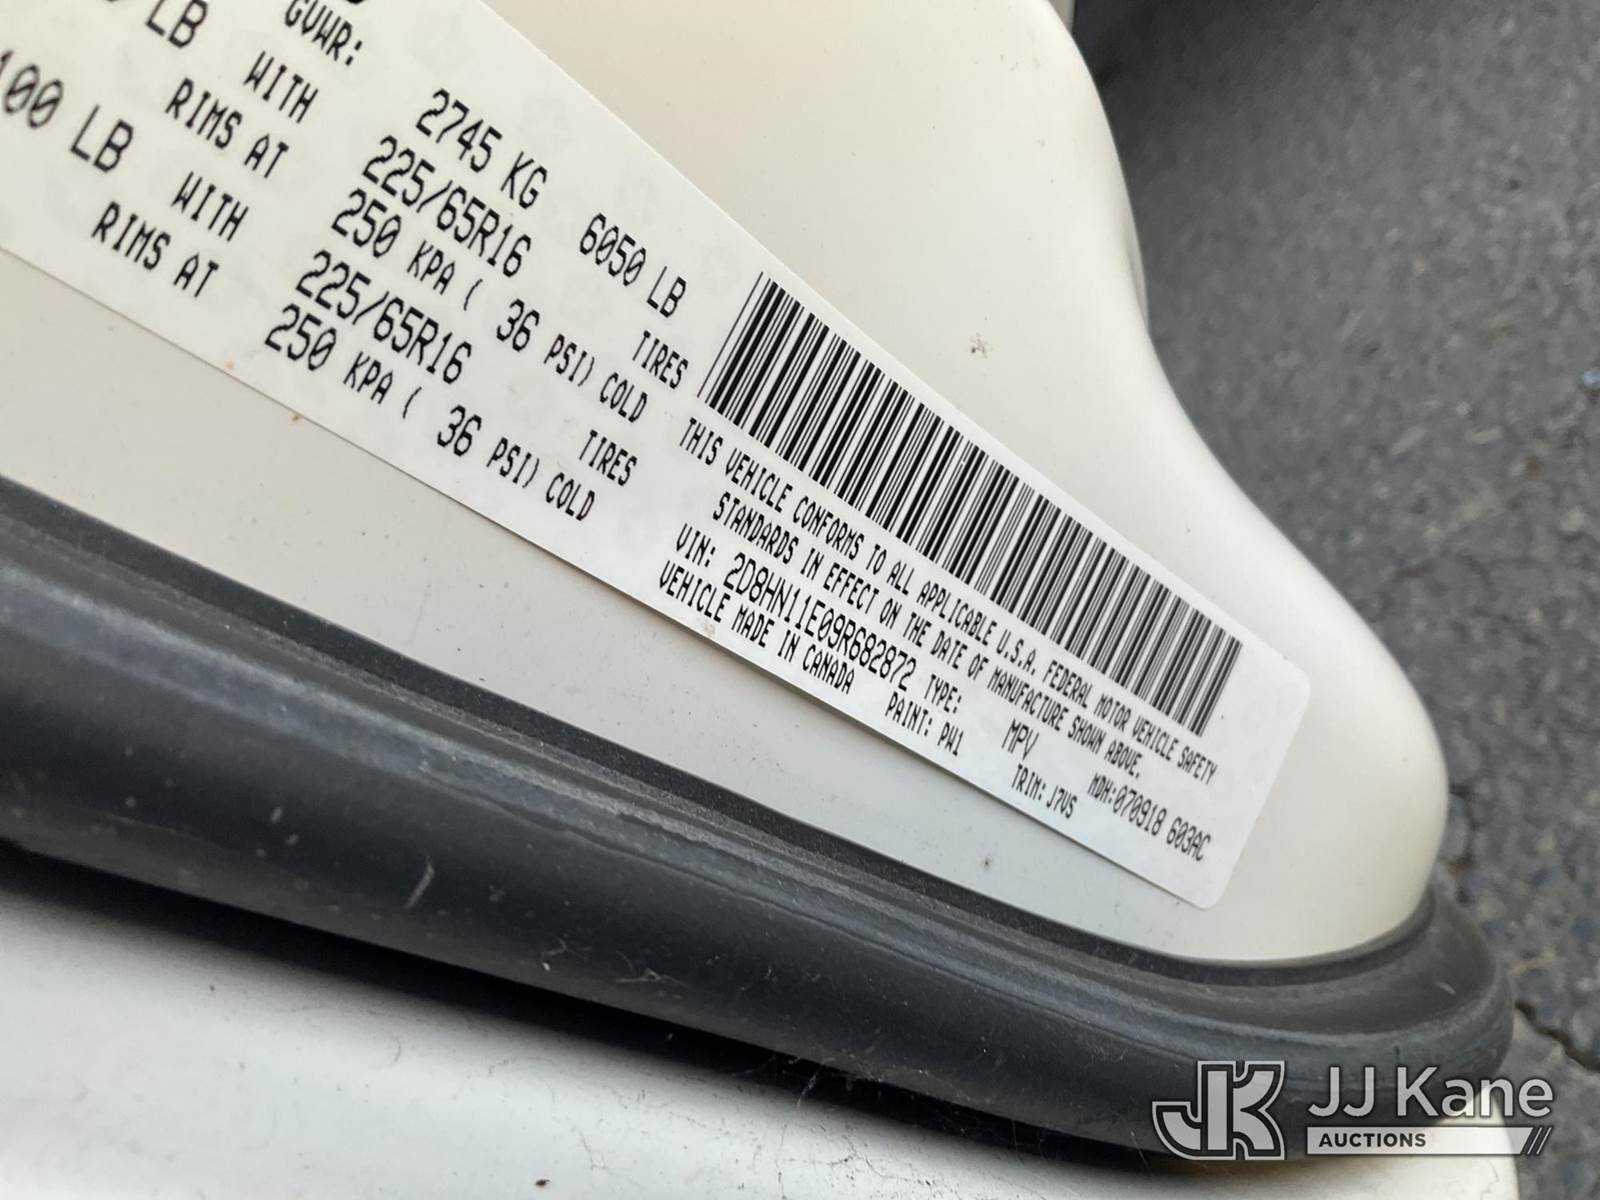 GVWR: 2745 KG 6050 LB
LB WITH 225/65R16 TIRES
RIMS AT 250 KPA ( 36 PSI) COLD
100 LB WITH 225/65R16 TIRES
RIMS AT 250 KPA ( 36 PSI) COLD
THIS VEHICLE CONFORMS TO ALL APPLICABLE U.S.A. FEDERAL MOTOR VEHICLE SAFETY
STANDARDS IN EFFECT ON THE DATE OF MANUFACTURE SHOWN ABOVE.
VIN: 2D8HN11E09R682872 TYPE: MPV MDH:070918 603AC
VEHICLE MADE IN CANADA PAINT: PW1 TRIM: J7VS
JK JJ Kane
AUCTIONS